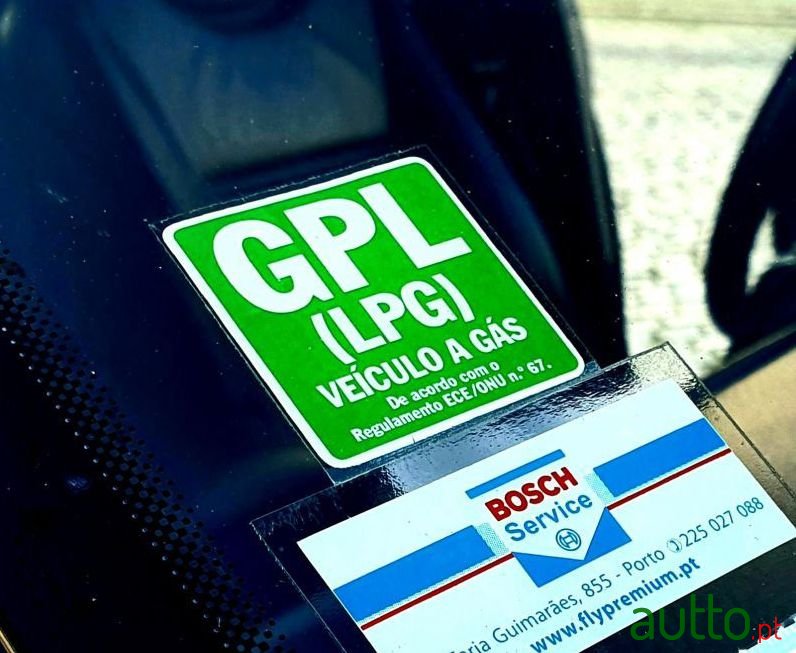 GPL
(LPG)
VEÍCULO A GÁS
De acordo com o
Regulamento ECE/ONU n.º 67.
BOSCH
Service
Guimarães, 855 - Porto 225 027 088
www.flypremium.pt
autto.pt